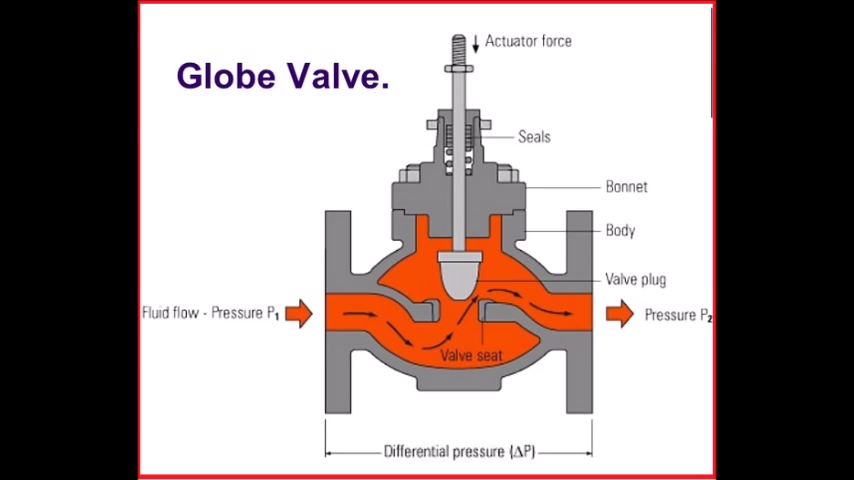 Globe Valve.
Actuator force
Seals
Bonnet
Body
Valve plug
Fluid flow - Pressure P₁
Pressure P₂
Valve seat
Differential pressure (ΔP)